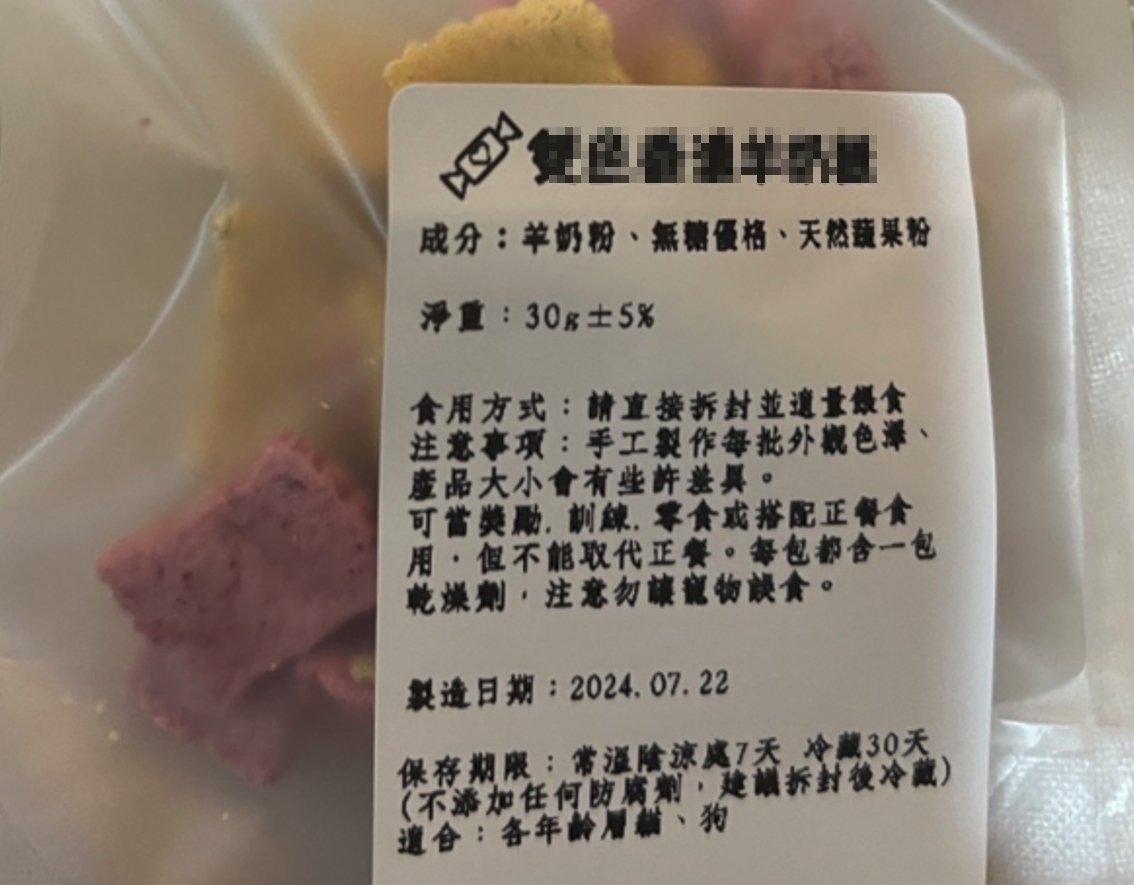 成分：羊奶粉、無糖優格、天然蔬果粉
淨重：30g±5%
食用方式：請直接拆封並適量餵食
注意事項：手工製作每批外觀色澤、
產品大小會有些許差異。
可當獎勵.訓練.零食或搭配正餐食
用，但不能取代正餐。每包都含一包
乾燥劑，注意勿讓寵物誤食。
製造日期：2024.07.22
保存期限：常溫陰涼處7天 冷藏30天
(不添加任何防腐劑，建議拆封後冷藏)
適合：各年齡層貓、狗